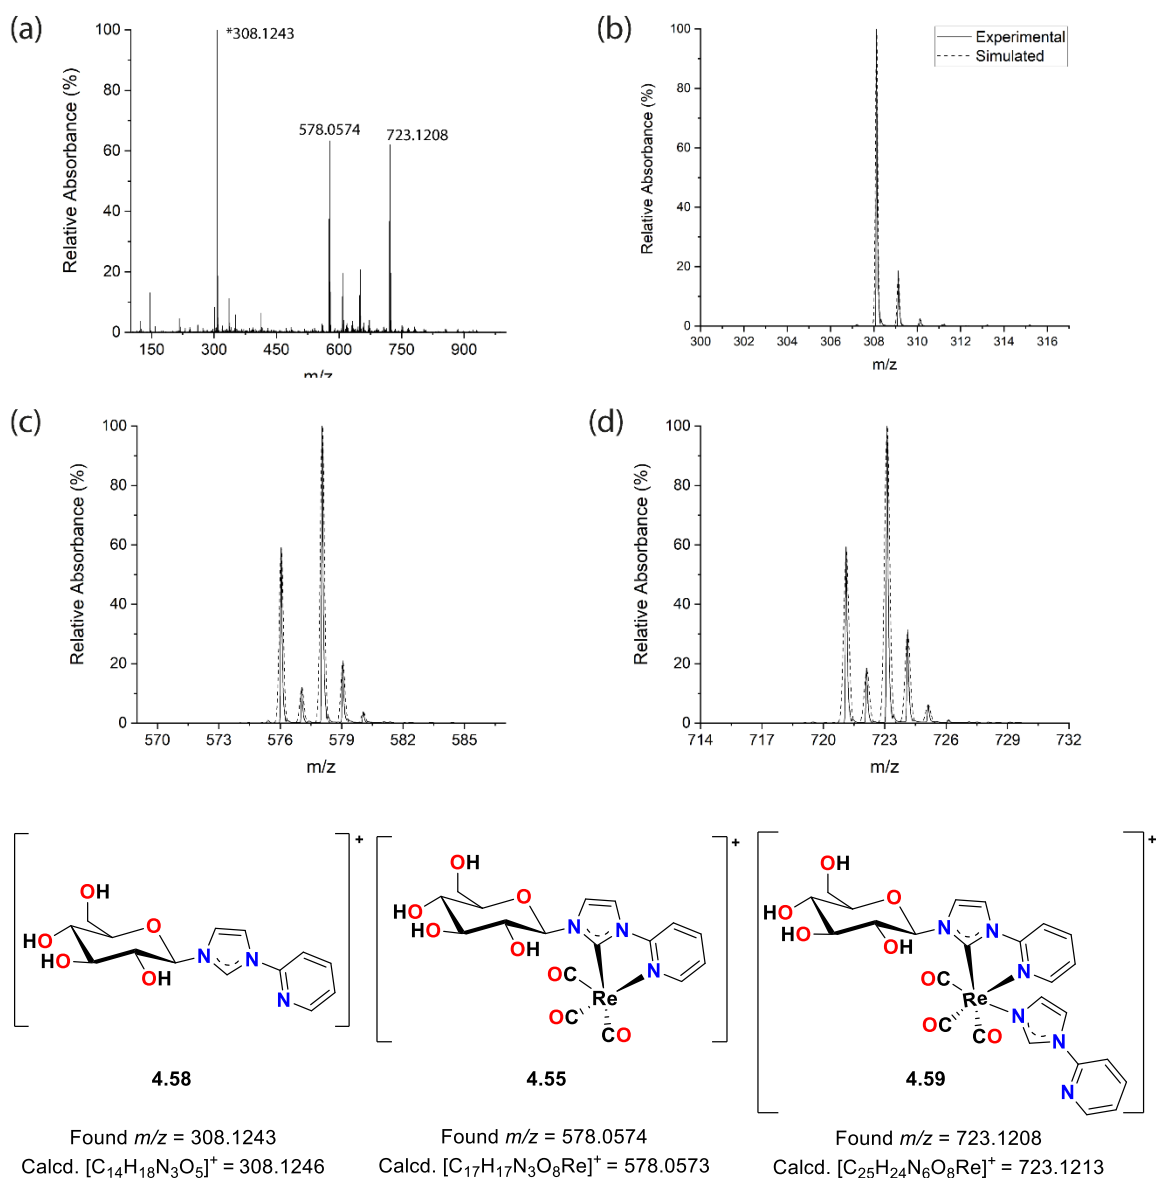 (a)
100
80
60
40
20
0
Relative Absorbance (%)
*308.1243
578.0574
723.1208
150
300
450
600
750
900
m/z
(b)
100
80
60
40
20
0
Relative Absorbance (%)
Experimental
Simulated
300
302
304
306
308
310
312
314
316
m/z
(c)
100
80
60
40
20
0
Relative Absorbance (%)
570
573
576
579
582
585
m/z
(d)
100
80
60
40
20
0
Relative Absorbance (%)
714
717
720
723
726
729
732
m/z
+
OH
O
HO
HO
OH
N
N
N
4.58
Found m/z = 308.1243
Calcd. [C₁₄H₁₈N₃O₅]⁺ = 308.1246
+
OH
O
HO
HO
OH
N
N
N
OC
Re
OC
CO
4.55
Found m/z = 578.0574
Calcd. [C₁₇H₁₇N₃O₈Re]⁺ = 578.0573
+
OH
O
HO
HO
OH
N
N
N
OC
Re
OC
CO
N
N
N
4.59
Found m/z = 723.1208
Calcd. [C₂₅H₂₄N₆O₈Re]⁺ = 723.1213